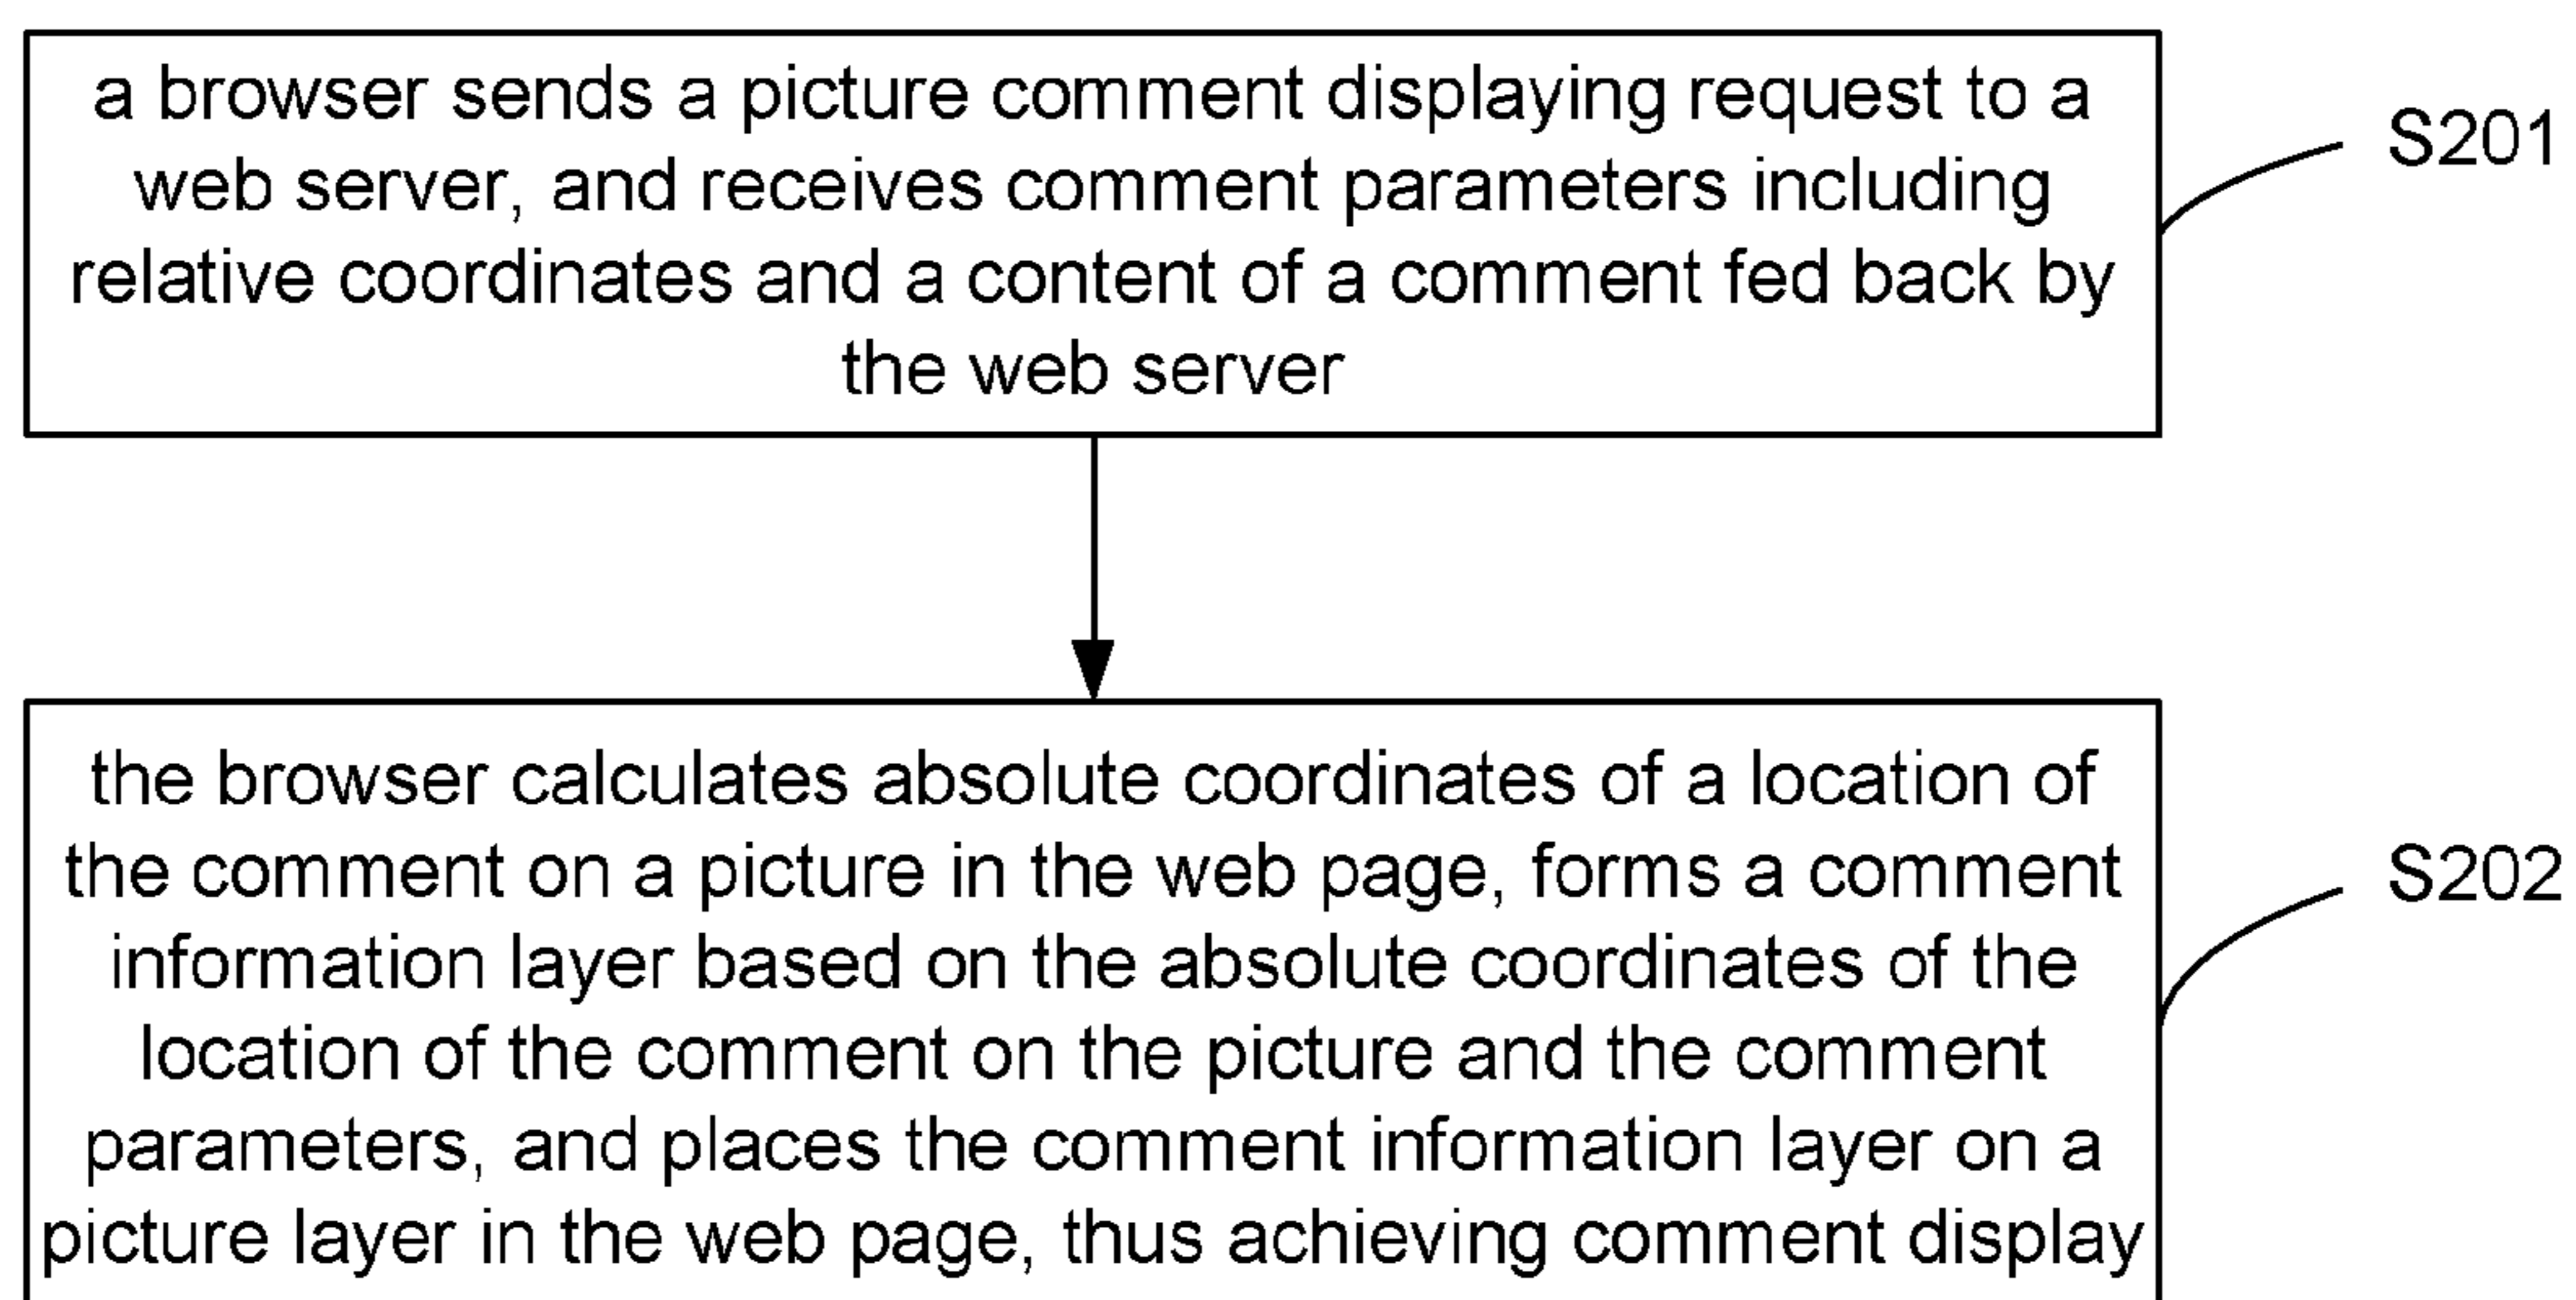 a browser sends a picture comment displaying request to a
web server, and receives comment parameters including
relative coordinates and a content of a comment fed back by
the web server
S201
the browser calculates absolute coordinates of a location of
the comment on a picture in the web page, forms a comment
information layer based on the absolute coordinates of the
location of the comment on the picture and the comment
parameters, and places the comment information layer on a
picture layer in the web page, thus achieving comment display
S202